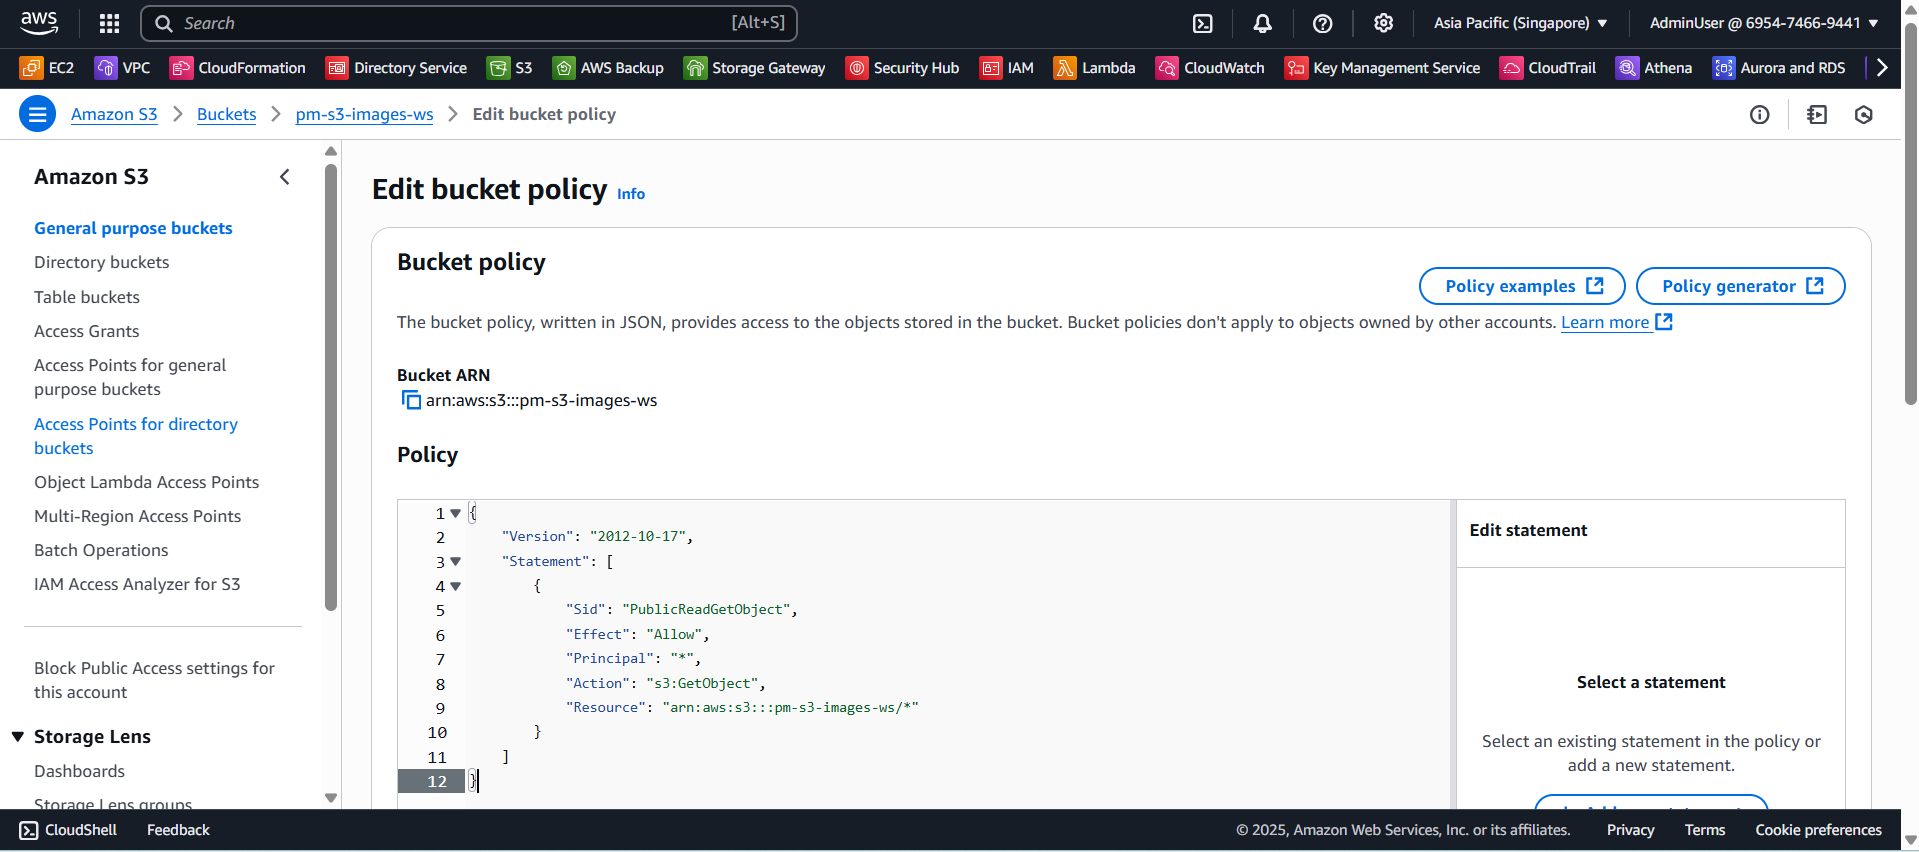 aws
Search [Alt+S]
Asia Pacific (Singapore)
AdminUser @ 6954-7466-9441
EC2 VPC CloudFormation Directory Service S3 AWS Backup Storage Gateway Security Hub IAM Lambda CloudWatch Key Management Service CloudTrail Athena Aurora and RDS
Amazon S3 Buckets pm-s3-images-ws Edit bucket policy
Amazon S3
General purpose buckets
Directory buckets
Table buckets
Access Grants
Access Points for general
purpose buckets
Access Points for directory
buckets
Object Lambda Access Points
Multi-Region Access Points
Batch Operations
IAM Access Analyzer for S3
Block Public Access settings for
this account
Storage Lens
Dashboards
Storage Lens groups
Edit bucket policy Info
Bucket policy
Policy examples
Policy generator
The bucket policy, written in JSON, provides access to the objects stored in the bucket. Bucket policies don't apply to objects owned by other accounts. Learn more
Bucket ARN
arn:aws:s3:::pm-s3-images-ws
Policy
1 {
2 "Version": "2012-10-17",
3 "Statement": [
4 {
5 "Sid": "PublicReadGetObject",
6 "Effect": "Allow",
7 "Principal": "*",
8 "Action": "s3:GetObject",
9 "Resource": "arn:aws:s3:::pm-s3-images-ws/*"
10 }
11 ]
12 }
Edit statement
Select a statement
Select an existing statement in the policy or
add a new statement.
CloudShell Feedback
© 2025, Amazon Web Services, Inc. or its affiliates. Privacy Terms Cookie preferences